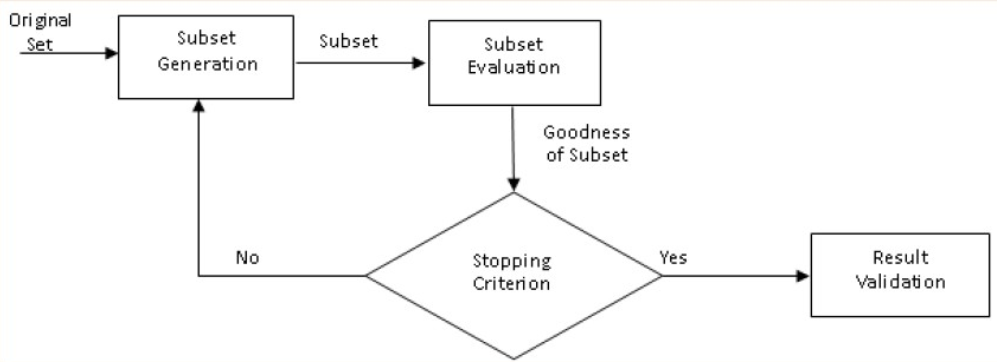 Original
Set
Subset
Generation
Subset
Subset
Evaluation
Goodness
of Subset
No
Stopping
Criterion
Yes
Result
Validation